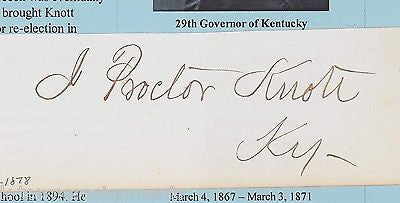 brought Knott
or re-election in
29th Governor of Kentucky
J Proctor Knott
Ky-
-1878
hool in 1894. He
March 4, 1867 – March 3, 1871